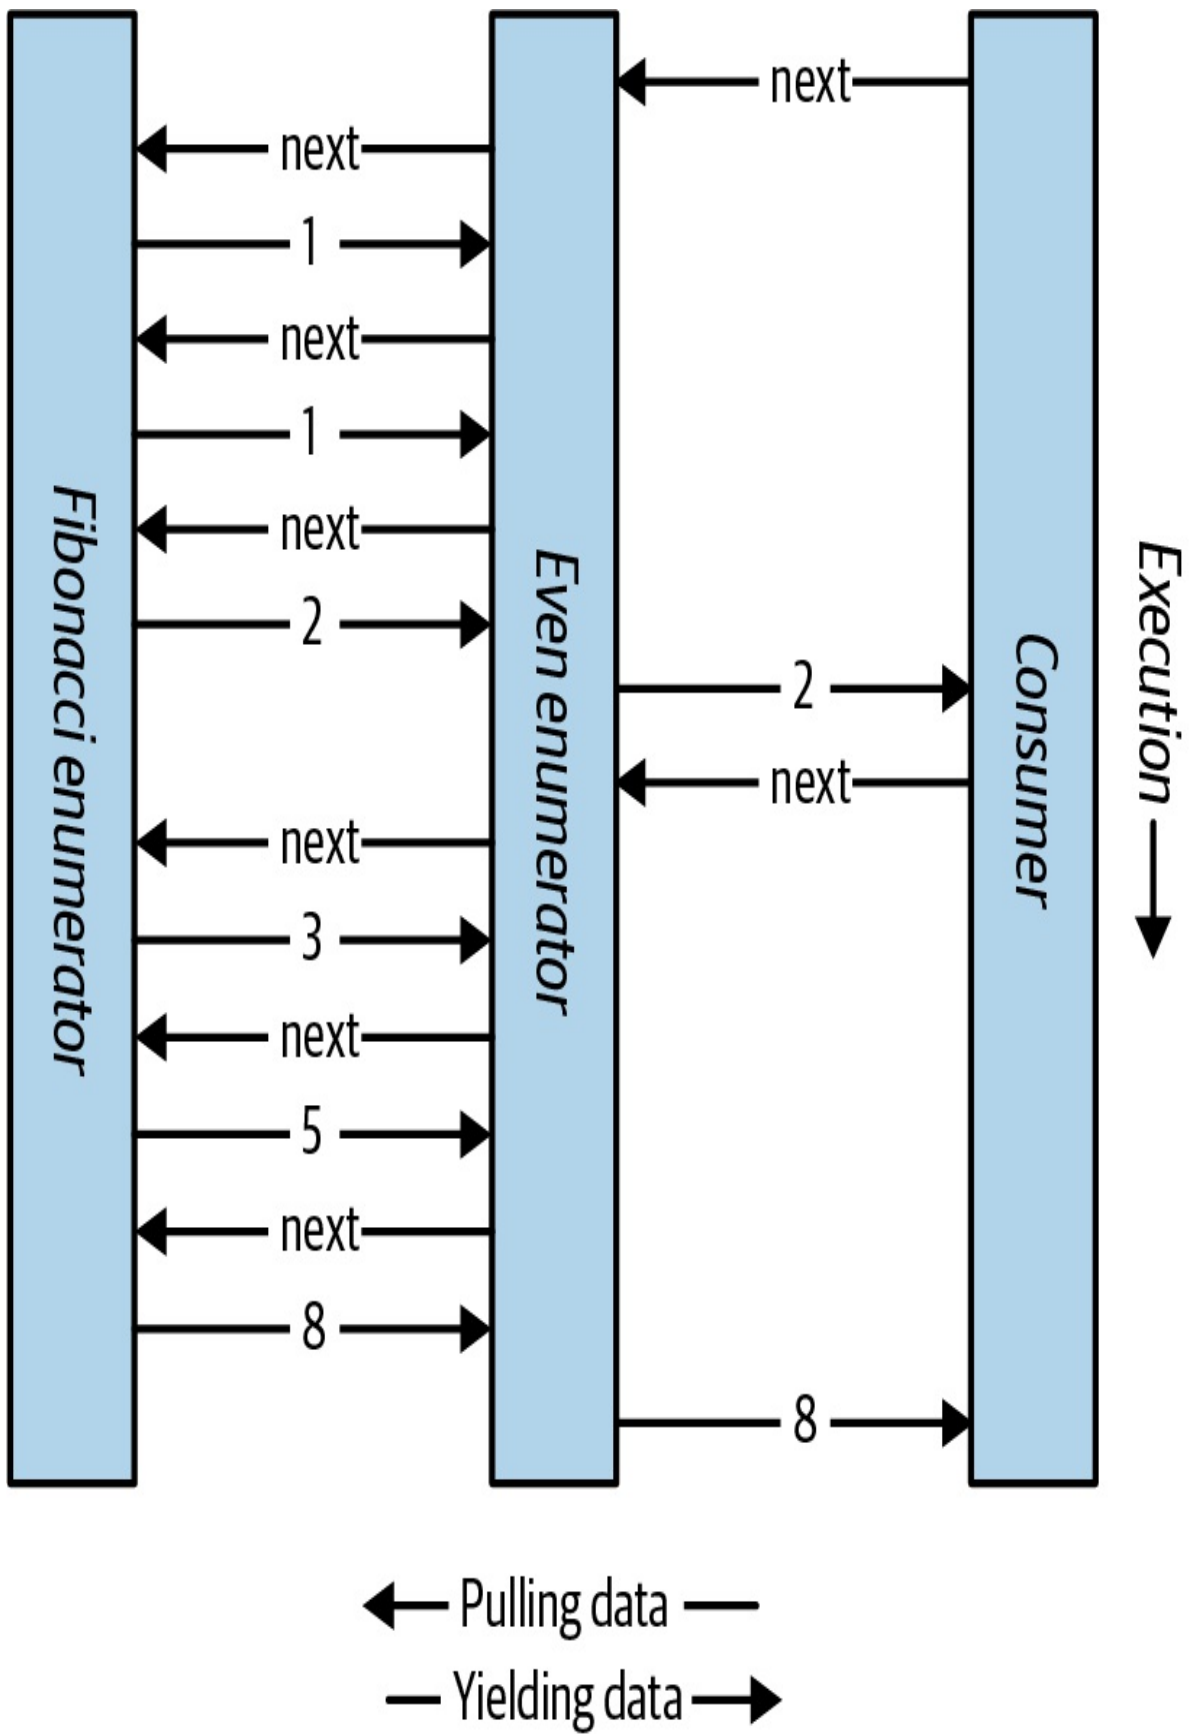 next
next
1
next
1
next
2
2
next
next
3
next
5
next
8
8
Fibonacci enumerator
Even enumerator
Consumer
Execution
Pulling data
Yielding data